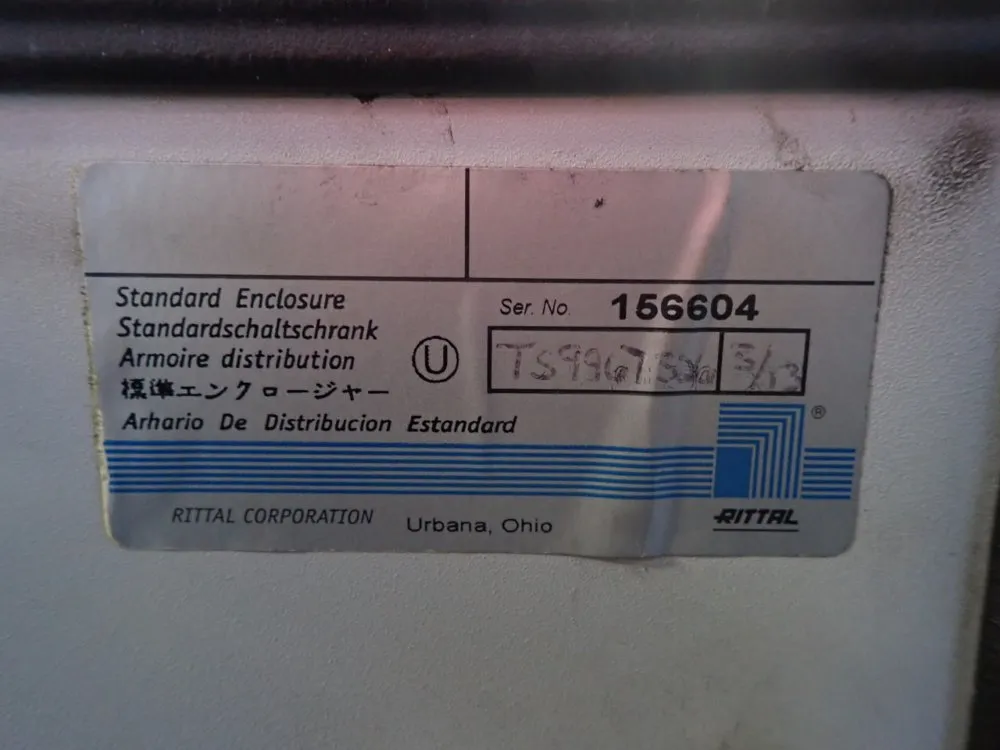 Standard Enclosure
Standardschaltschrank
Armoire distribution
標準エンクロージャー
Arhario De Distribucion Estandard
U
Ser. No. 156604
®
RITTAL
RITTAL CORPORATION
Urbana, Ohio